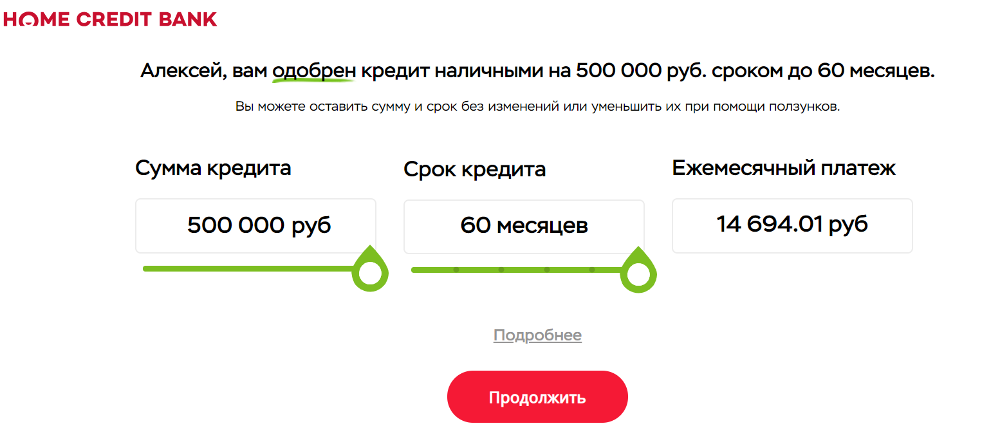 HOME CREDIT BANK
Алексей, вам одобрен кредит наличными на 500 000 руб. сроком до 60 месяцев.
Вы можете оставить сумму и срок без изменений или уменьшить их при помощи ползунков.
Сумма кредита
500 000 руб
Срок кредита
60 месяцев
Ежемесячный платеж
14 694.01 руб
Подробнее
Продолжить